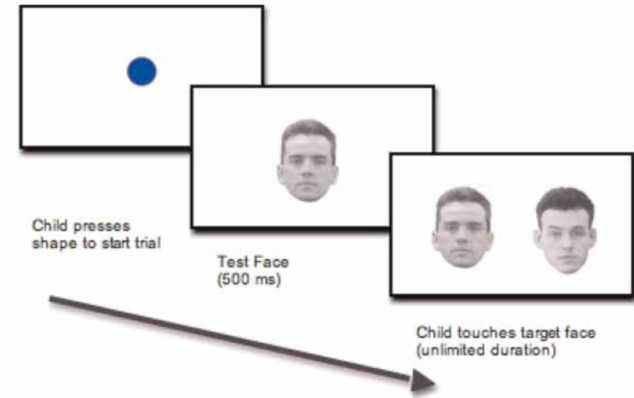 Child presses
shape to start trial
Test Face
(500 ms)
Child touches target face
(unlimited duration)